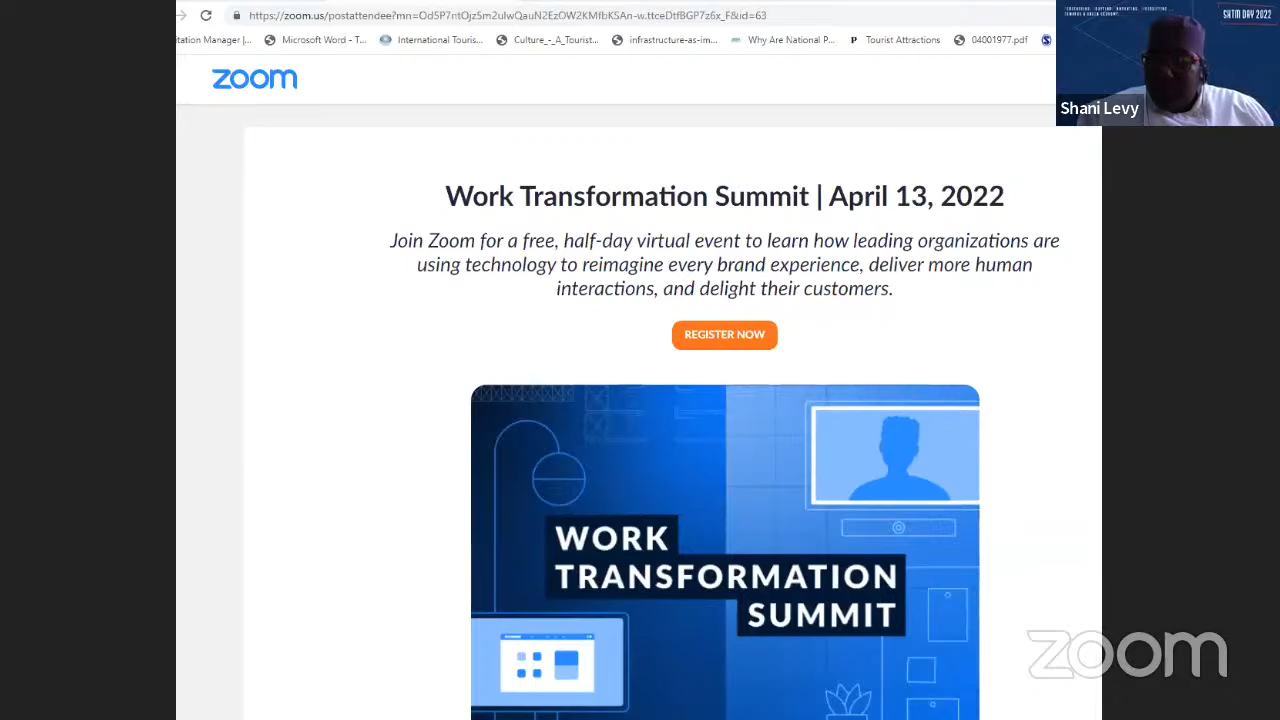 https://zoom.us/postattendee?mn=Od5P7ntOjz5m2ulwQauN2EzOW2KMfbKSAn-w.ttceDtfBGP7z6x_F&id=63
itation Manager |...
Microsoft Word - T...
International Touris...
Culture_-_A_Tourist...
infrastructure-as-im...
Why Are National P...
Tourist Attractions
04001977.pdf
SHTM DAY 2022
Shani Levy
zoom
Work Transformation Summit | April 13, 2022
Join Zoom for a free, half-day virtual event to learn how leading organizations are
using technology to reimagine every brand experience, deliver more human
interactions, and delight their customers.
REGISTER NOW
WORK
TRANSFORMATION
SUMMIT
zoom